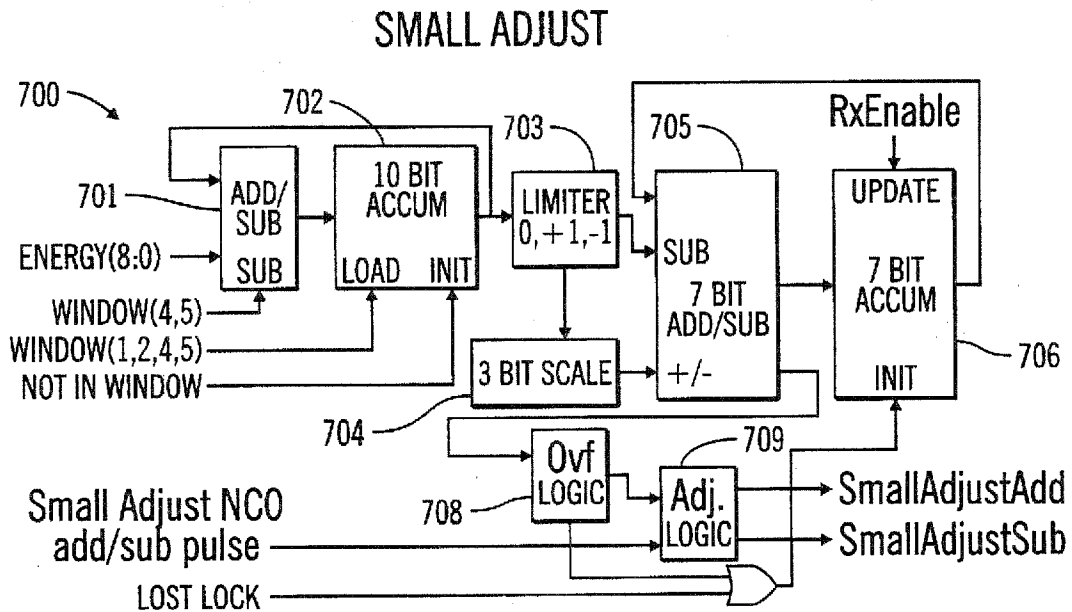 SMALL ADJUST
700
701
ADD/
SUB
SUB
702
10 BIT
ACCUM
LOAD INIT
703
LIMITER
0,+1,-1
705
SUB
7 BIT
ADD/SUB
+/-
RxEnable
UPDATE
7 BIT
ACCUM
INIT
706
ENERGY(8:0)
WINDOW(4,5)
WINDOW(1,2,4,5)
NOT IN WINDOW
3 BIT SCALE
704
Ovf
LOGIC
708
709
Adj.
LOGIC
SmallAdjustAdd
SmallAdjustSub
Small Adjust NCO
add/sub pulse
LOST LOCK